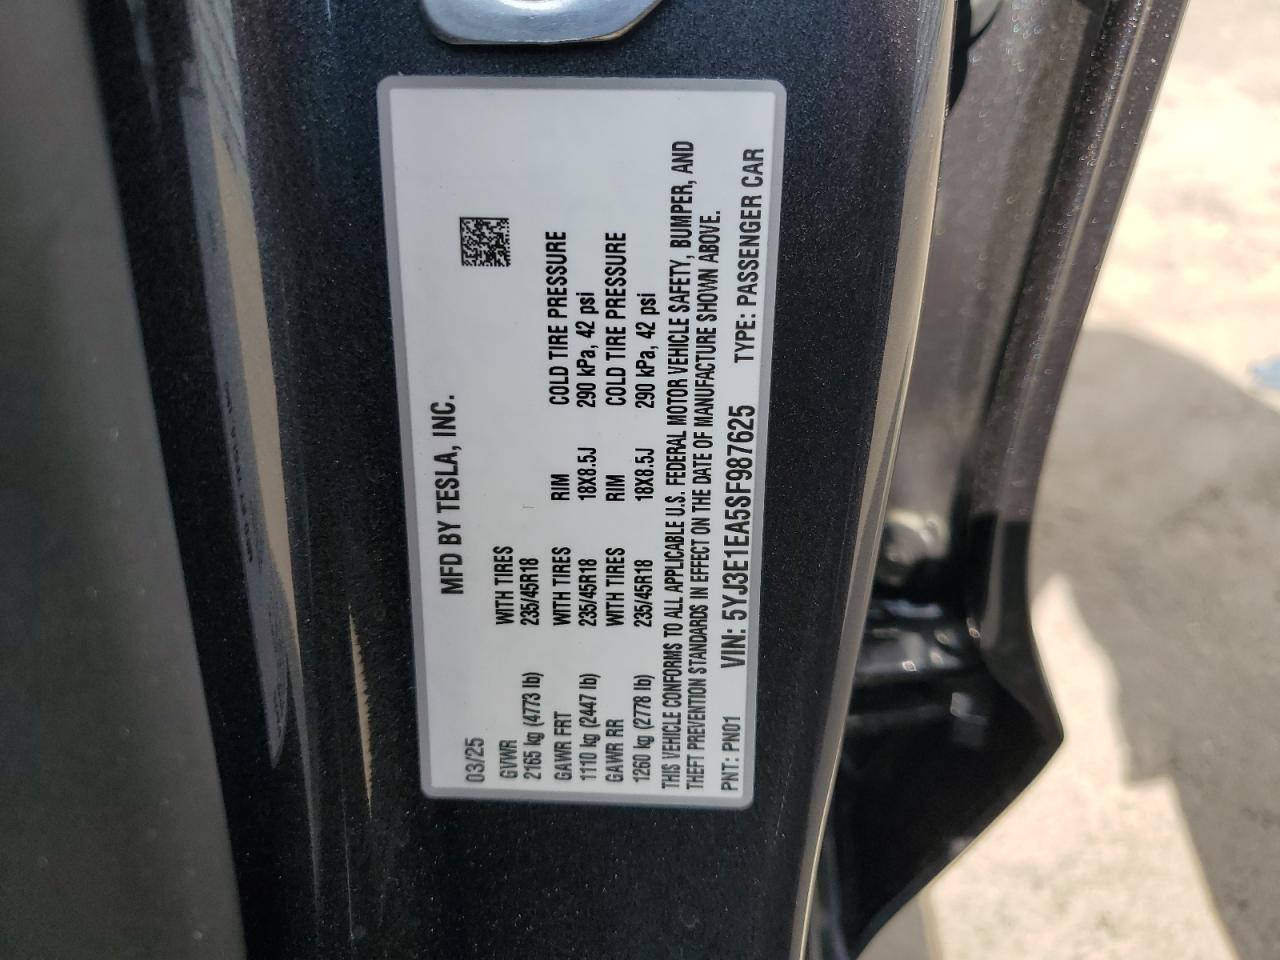 MFD BY TESLA, INC.
03/25
GVWR WITH TIRES
2165 kg (4773 lb) 235/45R18
GAWR FRT WITH TIRES RIM COLD TIRE PRESSURE
1110 kg (2447 lb) 235/45R18 18X8.5J 290 kPa, 42 psi
GAWR RR WITH TIRES RIM COLD TIRE PRESSURE
1260 kg (2778 lb) 235/45R18 18X8.5J 290 kPa, 42 psi
THIS VEHICLE CONFORMS TO ALL APPLICABLE U.S. FEDERAL MOTOR VEHICLE SAFETY, BUMPER, AND
THEFT PREVENTION STANDARDS IN EFFECT ON THE DATE OF MANUFACTURE SHOWN ABOVE.
PNT: PN01 VIN: 5YJ3E1EA5SF987625 TYPE: PASSENGER CAR